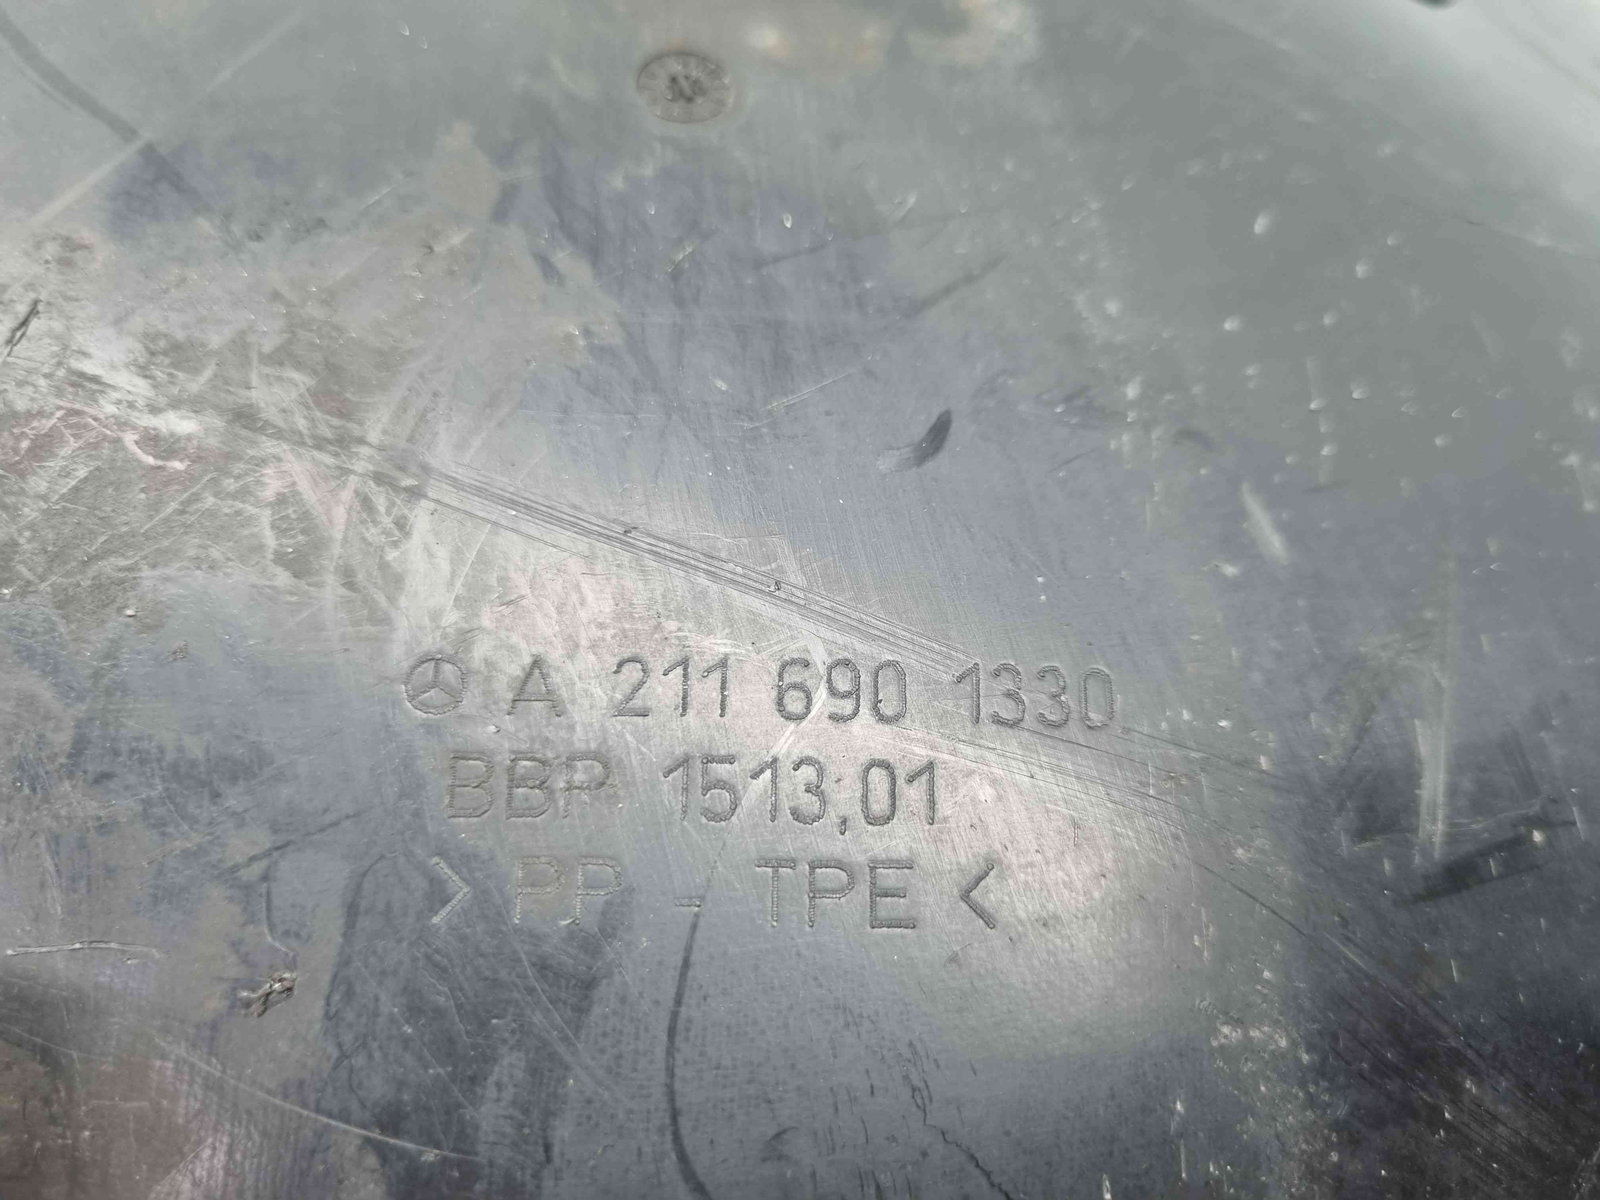 A 211 690 1330
BBP 1513,01
> PP - TPE <